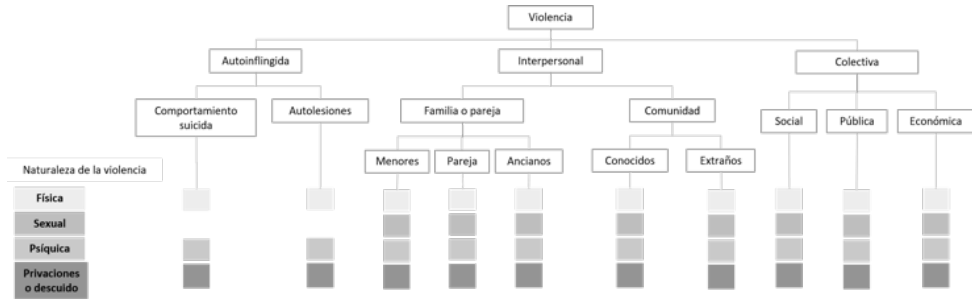 Violencia
Autoinflingida
Interpersonal
Colectiva
Comportamiento
suicida
Autolesiones
Familia o pareja
Comunidad
Social
Pública
Económica
Menores
Pareja
Ancianos
Conocidos
Extraños
Naturaleza de la violencia
Física
Sexual
Psíquica
Privaciones
o descuido